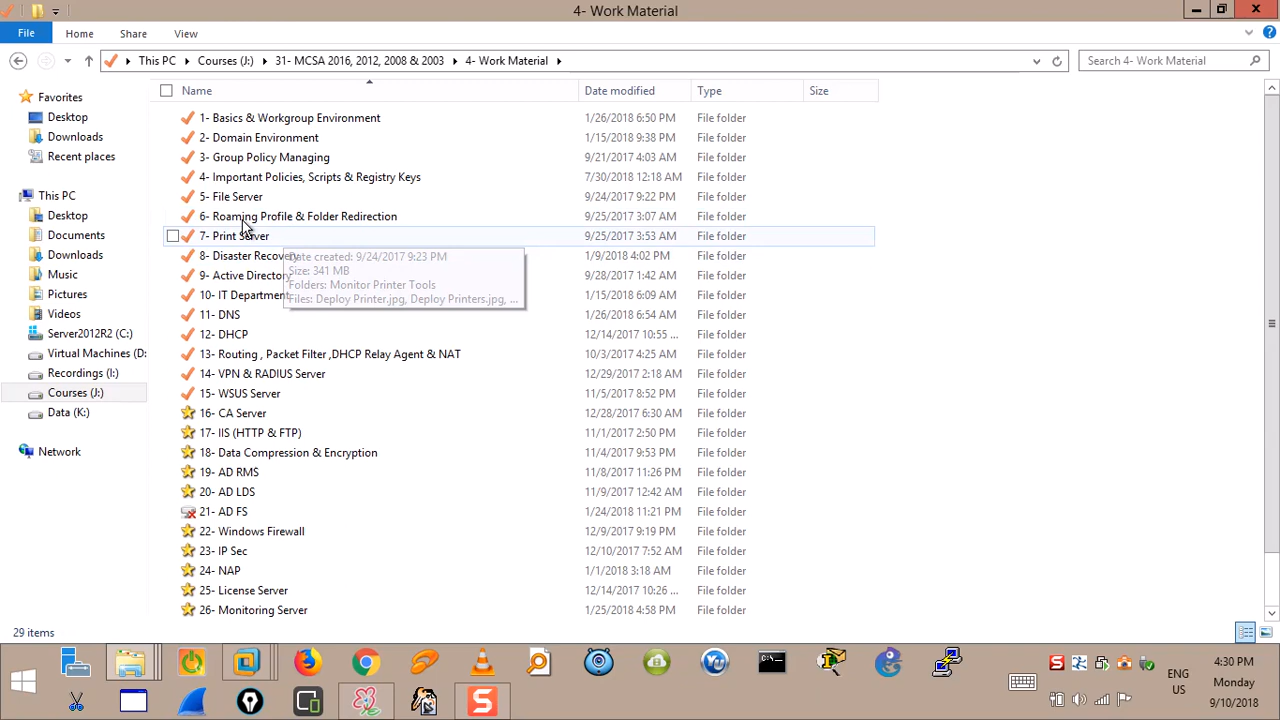 4- Work Material
File Home Share View
This PC Courses (J:) 31- MCSA 2016, 2012, 2008 & 2003 4- Work Material Search 4- Work Material
Name Date modified Type Size
Favorites
Desktop
Downloads
Recent places
This PC
Desktop
Documents
Downloads
Music
Pictures
Videos
Server2012R2 (C:)
Virtual Machines (D:
Recordings (I:)
Courses (J:)
Data (K:)
Network
1- Basics & Workgroup Environment 1/26/2018 6:50 PM File folder
2- Domain Environment 1/15/2018 9:38 PM File folder
3- Group Policy Managing 9/21/2017 4:03 AM File folder
4- Important Policies, Scripts & Registry Keys 7/30/2018 12:18 AM File folder
5- File Server 9/24/2017 9:22 PM File folder
6- Roaming Profile & Folder Redirection 9/25/2017 3:07 AM File folder
7- Print Server 9/25/2017 3:53 AM File folder
8- Disaster Recovery 1/9/2018 4:02 PM File folder
9- Active Directory 9/28/2017 1:42 AM File folder
10- IT Department 1/15/2018 6:09 AM File folder
11- DNS 1/26/2018 6:54 AM File folder
12- DHCP 12/14/2017 10:55 ... File folder
13- Routing , Packet Filter ,DHCP Relay Agent & NAT 10/3/2017 4:25 AM File folder
14- VPN & RADIUS Server 12/29/2017 2:18 AM File folder
15- WSUS Server 11/5/2017 8:52 PM File folder
16- CA Server 12/28/2017 6:30 AM File folder
17- IIS (HTTP & FTP) 11/1/2017 2:50 PM File folder
18- Data Compression & Encryption 11/4/2017 9:53 PM File folder
19- AD RMS 11/8/2017 11:26 PM File folder
20- AD LDS 11/9/2017 12:42 AM File folder
21- AD FS 1/24/2018 11:21 PM File folder
22- Windows Firewall 12/9/2017 9:19 PM File folder
23- IP Sec 12/10/2017 7:52 AM File folder
24- NAP 1/1/2018 3:18 AM File folder
25- License Server 12/14/2017 10:26 ... File folder
26- Monitoring Server 1/25/2018 4:58 PM File folder
Date created: 9/24/2017 9:23 PM
Size: 341 MB
Folders: Monitor Printer Tools
Files: Deploy Printer.jpg, Deploy Printers.jpg, ...
29 items
ENG
US
4:30 PM
Monday
9/10/2018